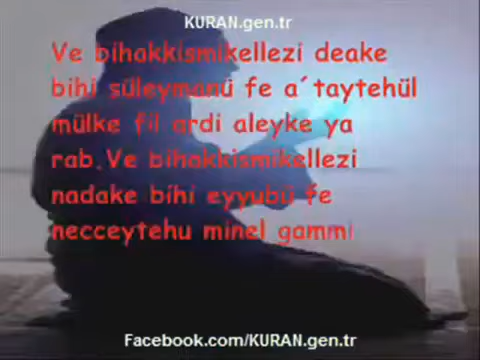 KURAN.gen.tr
Ve bihakkismikellezi deake
bihi süleymanü fe a´taytehül
mülke fil ardi aleyke ya
rab.Ve bihakkismikellezi
nadake bihi eyyubü fe
necceytehu minel gammi
Facebook.com/KURAN.gen.tr